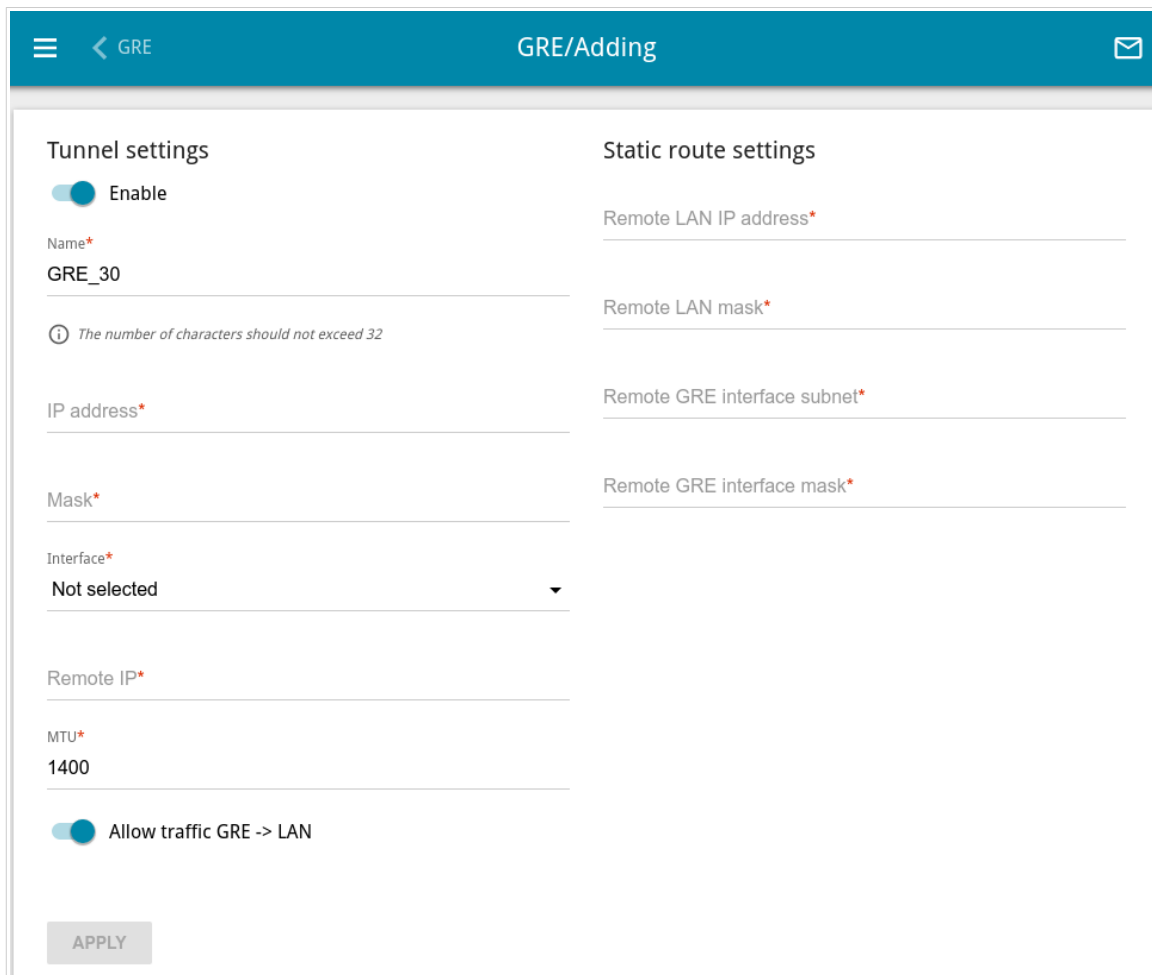 GRE
GRE/Adding
Tunnel settings
Enable
Name*
GRE_30
The number of characters should not exceed 32
IP address*
Mask*
Interface*
Not selected
Remote IP*
MTU*
1400
Allow traffic GRE -> LAN
APPLY
Static route settings
Remote LAN IP address*
Remote LAN mask*
Remote GRE interface subnet*
Remote GRE interface mask*